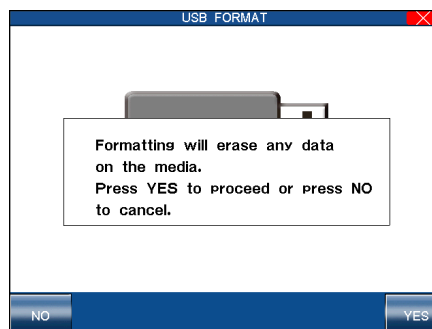 USB FORMAT
Formatting will erase any data
on the media.
Press YES to proceed or press NO
to cancel.
NO
YES